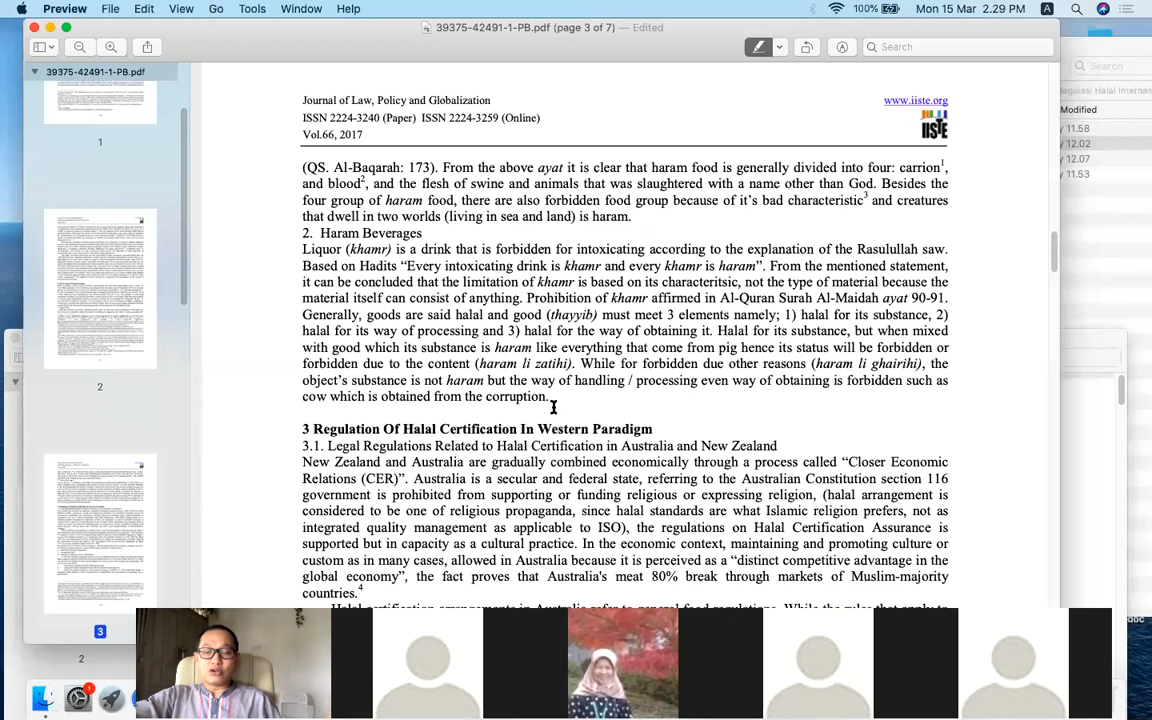 Preview File Edit View Go Tools Window Help
100% Mon 15 Mar 2.29 PM A
39375-42491-1-PB.pdf (page 3 of 7) — Edited
Search
Search
39375-42491-1-PB.pdf
Modified
11.58
12.02
12.07
11.53
1
2
3
2
Journal of Law, Policy and Globalization
www.iiste.org
ISSN 2224-3240 (Paper) ISSN 2224-3259 (Online)
Vol.66, 2017
IISTE
(QS. Al-Baqarah: 173). From the above ayat it is clear that haram food is generally divided into four: carrion1,
and blood2, and the flesh of swine and animals that was slaughtered with a name other than God. Besides the
four group of haram food, there are also forbidden food group because of it's bad characteristic3 and creatures
that dwell in two worlds (living in sea and land) is haram.
2. Haram Beverages
Liquor (khamr) is a drink that is forbidden for intoxicating according to the explanation of the Rasulullah saw.
Based on Hadits “Every intoxicating drink is khamr and every khamr is haram”. From the mentioned statement,
it can be concluded that the limitation of khamr is based on its characteritsic, not the type of material because the
material itself can consist of anything. Prohibition of khamr affirmed in Al-Quran Surah Al-Maidah ayat 90-91.
Generally, goods are said halal and good (thayyib) must meet 3 elements namely; 1) halal for its substance, 2)
halal for its way of processing and 3) halal for the way of obtaining it. Halal for its substance, but when mixed
with good which its substance is haram like everything that come from pig hence its status will be forbidden or
forbidden due to the content (haram li zatihi). While for forbidden due other reasons (haram li ghairihi), the
object's substance is not haram but the way of handling / processing even way of obtaining is forbidden such as
cow which is obtained from the corruption.
3 Regulation Of Halal Certification In Western Paradigm
3.1. Legal Regulations Related to Halal Certification in Australia and New Zealand
New Zealand and Australia are gradually combined economically through a process called “Closer Economic
Relations (CER)”. Australia is a secular and federal state, referring to the Australian Constitution section 116
government is prohibited from supporting or funding religious or expressing religion, (halal arrangement is
considered to be one of religious propaganda, since halal standards are what Islamic religion prefers, not as
integrated quality management as applicable to ISO), the regulations on Halal Certification Assurance is
supported but in capacity as a cultural practice. In the economic context, maintaining and promoting culture or
custom as in many cases, allowed in Australia because it is perceived as a “distinct competitive advantage in the
global economy”, the fact proves that Australia's meat 80% break through markets of Muslim-majority
countries.4
Halal certification arrangements in Australia refer to general food regulations. While the rules that apply to
1
doc